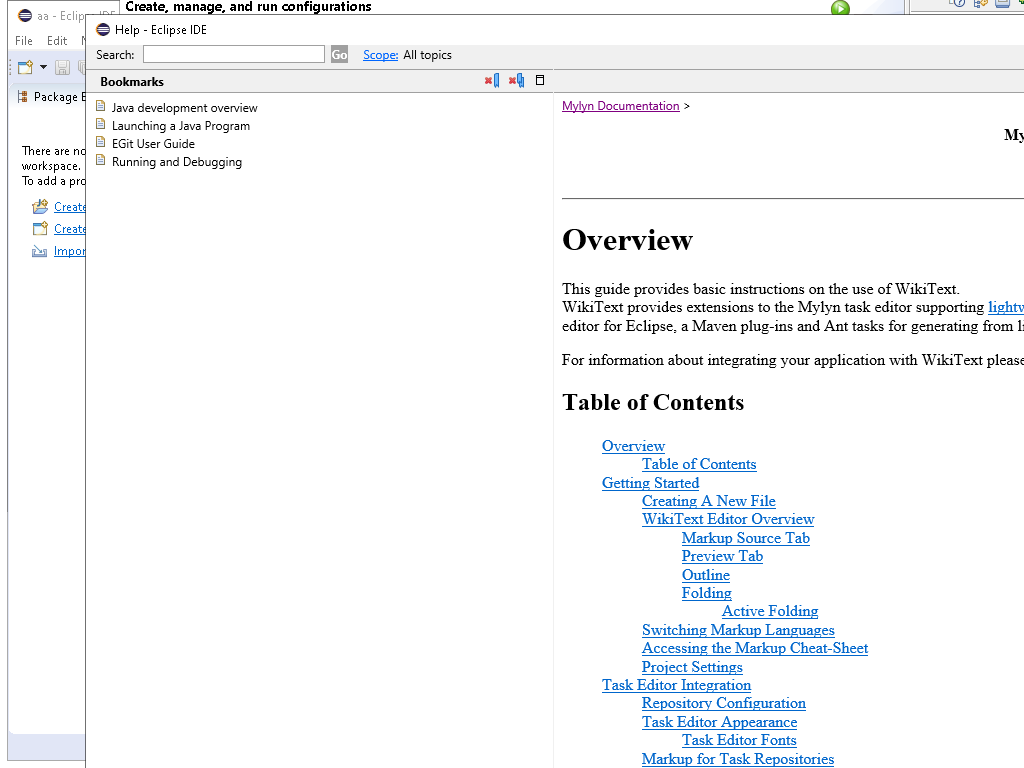 Create, manage, and run configurations
aa - Eclipse IDE
File Edit
Help - Eclipse IDE
Search: Go Scope: All topics
Bookmarks
Package E
Java development overview
Launching a Java Program
EGit User Guide
Running and Debugging
There are no
workspace.
To add a pro
Create
Create
Impor
Mylyn Documentation >
My
Overview
This guide provides basic instructions on the use of WikiText.
WikiText provides extensions to the Mylyn task editor supporting lightw
editor for Eclipse, a Maven plug-ins and Ant tasks for generating from li
For information about integrating your application with WikiText please
Table of Contents
Overview
Table of Contents
Getting Started
Creating A New File
WikiText Editor Overview
Markup Source Tab
Preview Tab
Outline
Folding
Active Folding
Switching Markup Languages
Accessing the Markup Cheat-Sheet
Project Settings
Task Editor Integration
Repository Configuration
Task Editor Appearance
Task Editor Fonts
Markup for Task Repositories